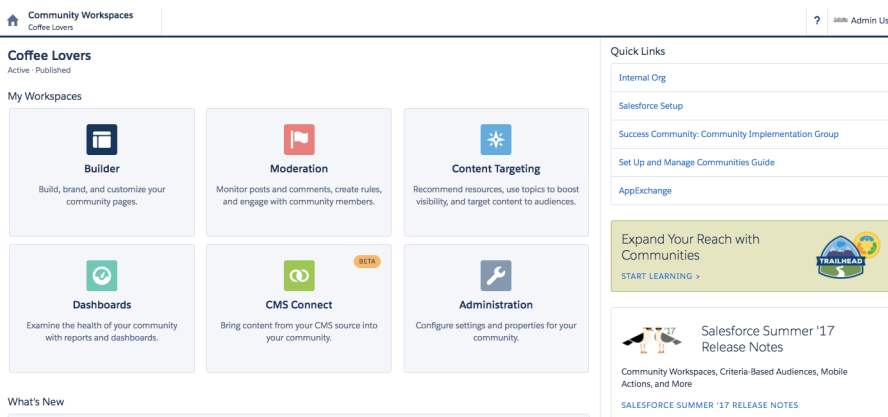 Community Workspaces
Coffee Lovers
?
Admin Us
Coffee Lovers
Active · Published
My Workspaces
Builder
Build, brand, and customize your
community pages.
Moderation
Monitor posts and comments, create rules,
and engage with community members.
Content Targeting
Recommend resources, use topics to boost
visibility, and target content to audiences.
Dashboards
Examine the health of your community
with reports and dashboards.
BETA
CMS Connect
Bring content from your CMS source into
your community.
Administration
Configure settings and properties for your
community.
What's New
Quick Links
Internal Org
Salesforce Setup
Success Community: Community Implementation Group
Set Up and Manage Communities Guide
AppExchange
Expand Your Reach with
Communities
START LEARNING >
TRAILHEAD
'17
Salesforce Summer '17
Release Notes
Community Workspaces, Criteria-Based Audiences, Mobile
Actions, and More
SALESFORCE SUMMER '17 RELEASE NOTES